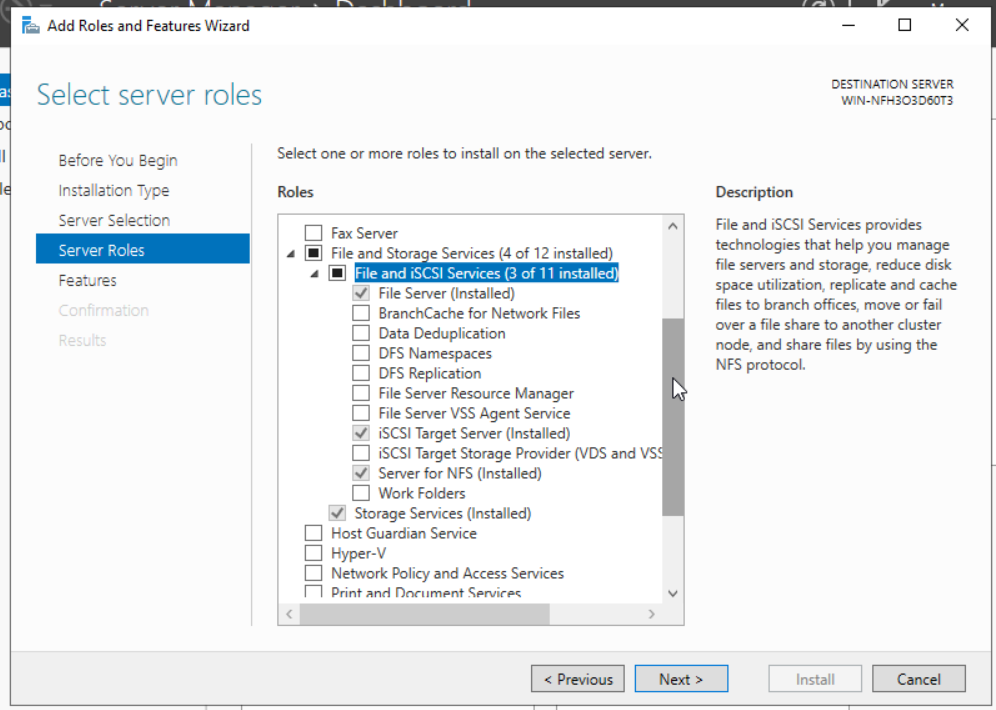 Add Roles and Features Wizard
Select server roles
DESTINATION SERVER
WIN-NFH3O3D60T3
Before You Begin
Installation Type
Server Selection
Server Roles
Features
Confirmation
Results
Select one or more roles to install on the selected server.
Roles
Fax Server
File and Storage Services (4 of 12 installed)
File and iSCSI Services (3 of 11 installed)
File Server (Installed)
BranchCache for Network Files
Data Deduplication
DFS Namespaces
DFS Replication
File Server Resource Manager
File Server VSS Agent Service
iSCSI Target Server (Installed)
iSCSI Target Storage Provider (VDS and VSS
Server for NFS (Installed)
Work Folders
Storage Services (Installed)
Host Guardian Service
Hyper-V
Network Policy and Access Services
Print and Document Services
Description
File and iSCSI Services provides
technologies that help you manage
file servers and storage, reduce disk
space utilization, replicate and cache
files to branch offices, move or fail
over a file share to another cluster
node, and share files by using the
NFS protocol.
< Previous
Next >
Install
Cancel